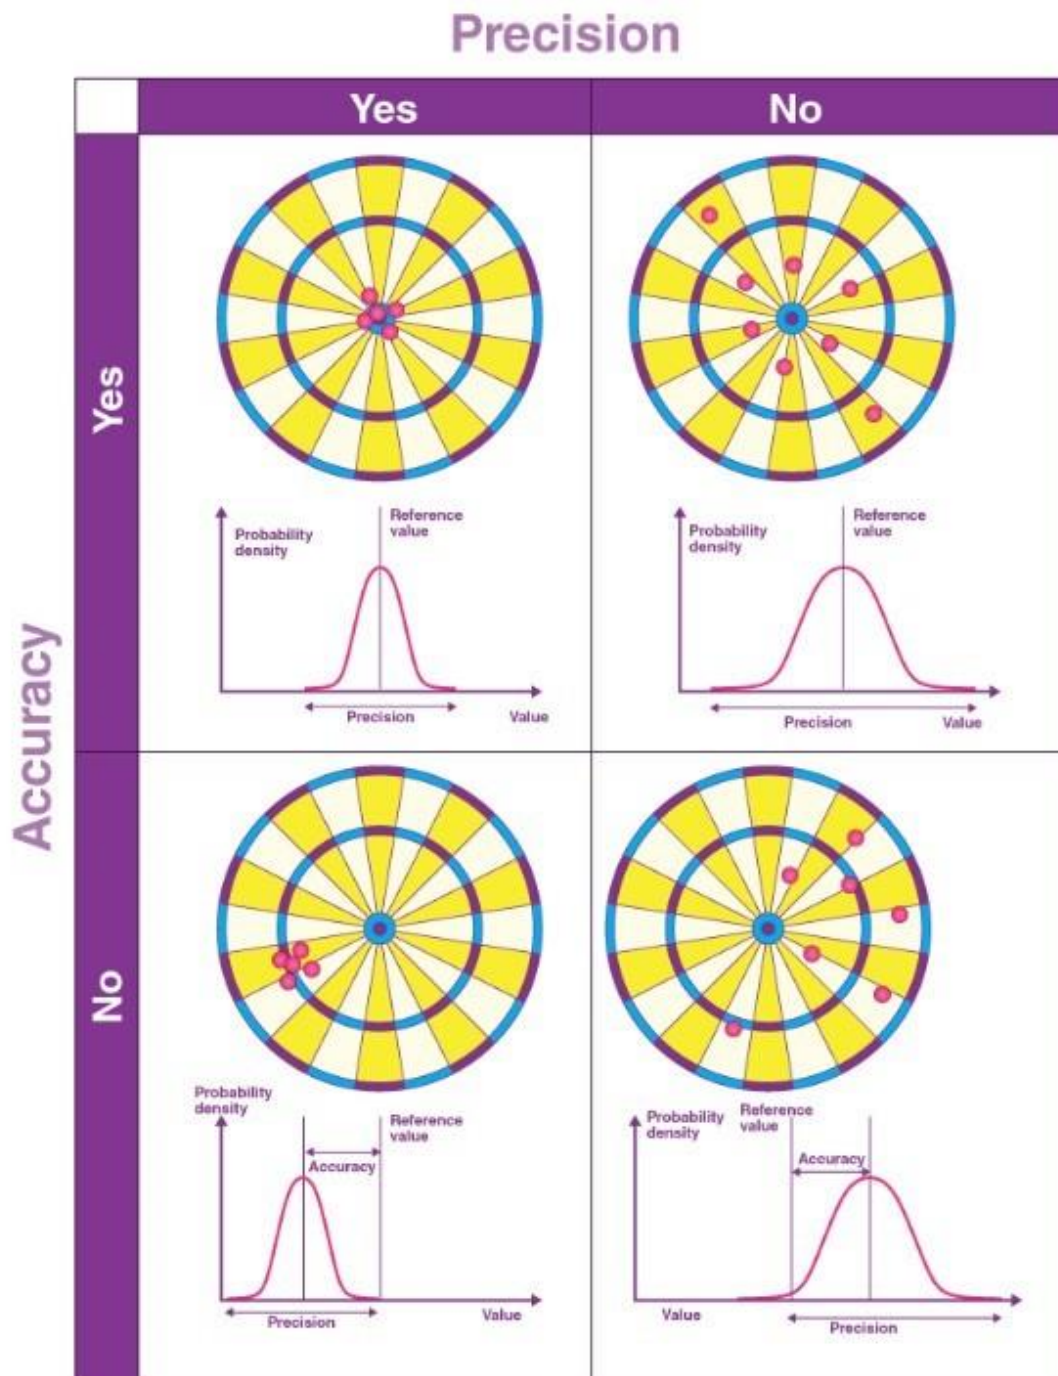 Precision
Yes
No
Accuracy
Yes
Probability
density
Reference
value
Precision
Value
Probability
density
Reference
value
Precision
Value
No
Probability
density
Reference
value
Accuracy
Precision
Value
Probability
density
Reference
value
Accuracy
Value
Precision